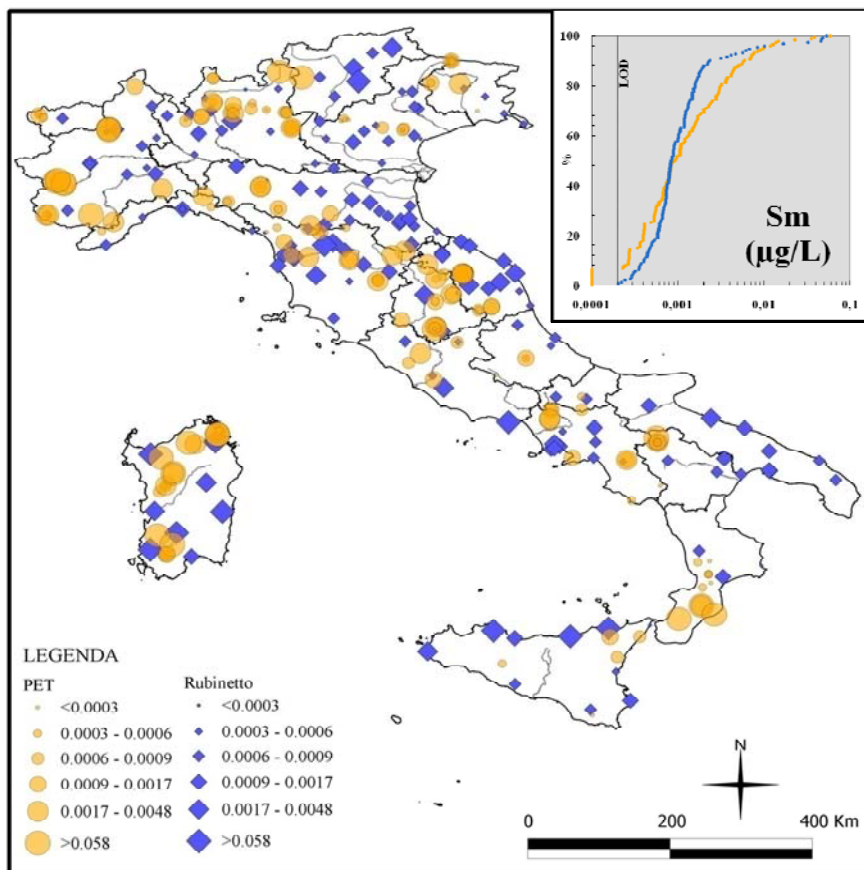 100
80
60
%
40
20
0
LOD
Sm
(µg/L)
0,0001 0,001 0,01 0,1
LEGENDA
PET Rubinetto
<0.0003 <0.0003
0.0003 - 0.0006 0.0003 - 0.0006
0.0006 - 0.0009 0.0006 - 0.0009
0.0009 - 0.0017 0.0009 - 0.0017
0.0017 - 0.0048 0.0017 - 0.0048
>0.058 >0.058
N
0 200 400 Km